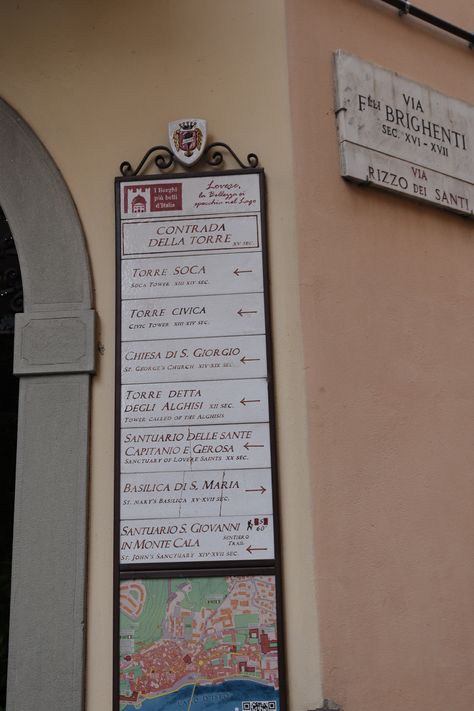 VIA
F.lli BRIGHENTI
SEC. XVI - XVII
VIA
RIZZO DEI SANTI,
I Borghi
più belli
d'Italia
Lovere,
la Bellezza si
specchia nel Lago
CONTRADA
DELLA TORRE XV SEC.
TORRE SOCA
SOCA TOWER XIII XIV SEC.
TORRE CIVICA
CIVIC TOWER XIII-XIV SEC.
CHIESA DI S. GIORGIO
ST. GEORGE'S CHURCH XIV-XIX SEC.
TORRE DETTA
DEGLI ALGHISI XII SEC.
TOWER CALLED OF THE ALGHISIS
SANTUARIO DELLE SANTE
CAPITANIO E GEROSA
SANCTUARY OF LOVERE SAINTS XX SEC.
BASILICA DI S. MARIA
ST. MARY'S BASILICA XV-XVII SEC.
SANTUARIO S. GIOVANNI
IN MONTE CALA
60'
SENTIERO
TRAIL
ST. JOHN'S SANCTUARY XIV-XVII SEC.
LAGO D'ISEO